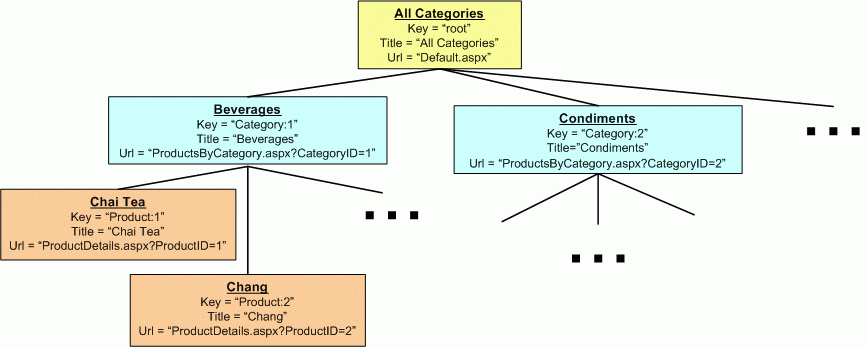 All Categories
Key = “root”
Title = “All Categories”
Url = “Default.aspx”
Beverages
Key = “Category:1”
Title = “Beverages”
Url = “ProductsByCategory.aspx?CategoryID=1”
Condiments
Key = “Category:2”
Title=”Condiments”
Url = “ProductsByCategory.aspx?CategoryID=2”
Chai Tea
Key = “Product:1”
Title = “Chai Tea”
Url = “ProductDetails.aspx?ProductID=1”
Chang
Key = “Product:2”
Title = “Chang”
Url = “ProductDetails.aspx?ProductID=2”